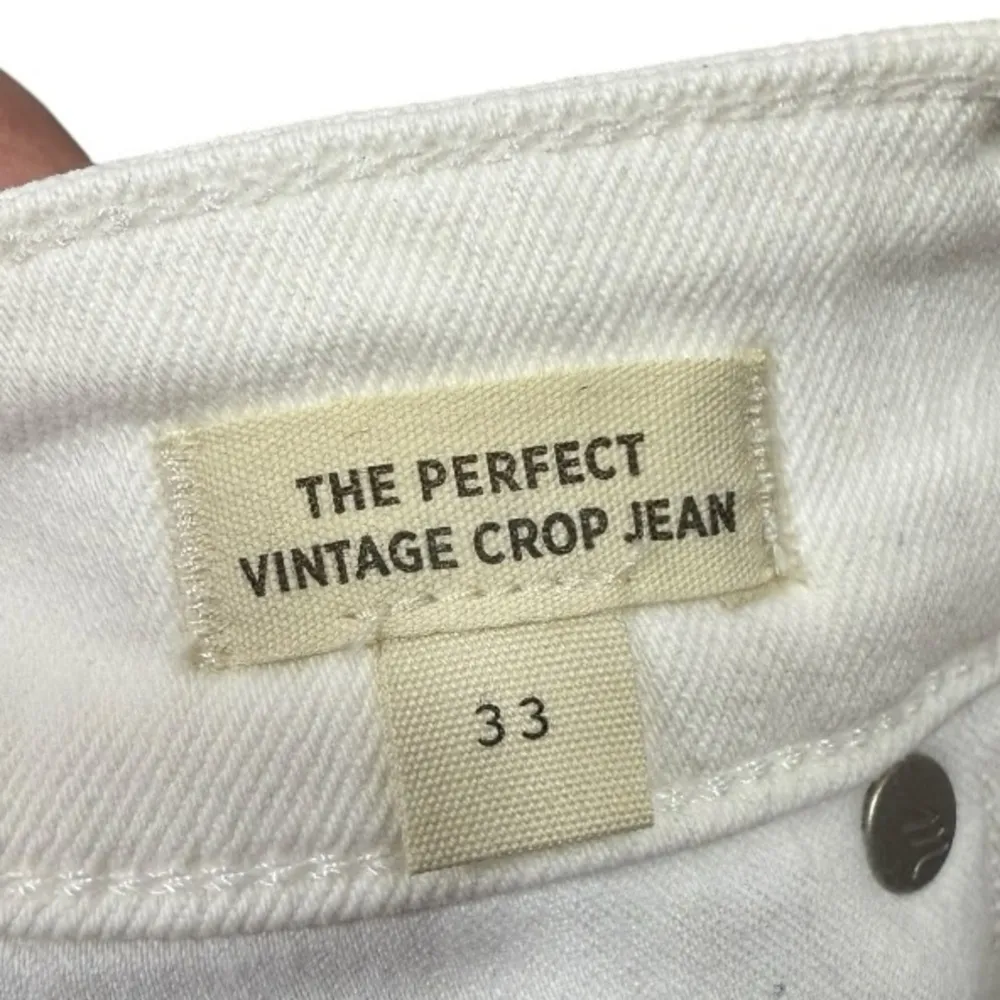 THE PERFECT
VINTAGE CROP JEAN
33